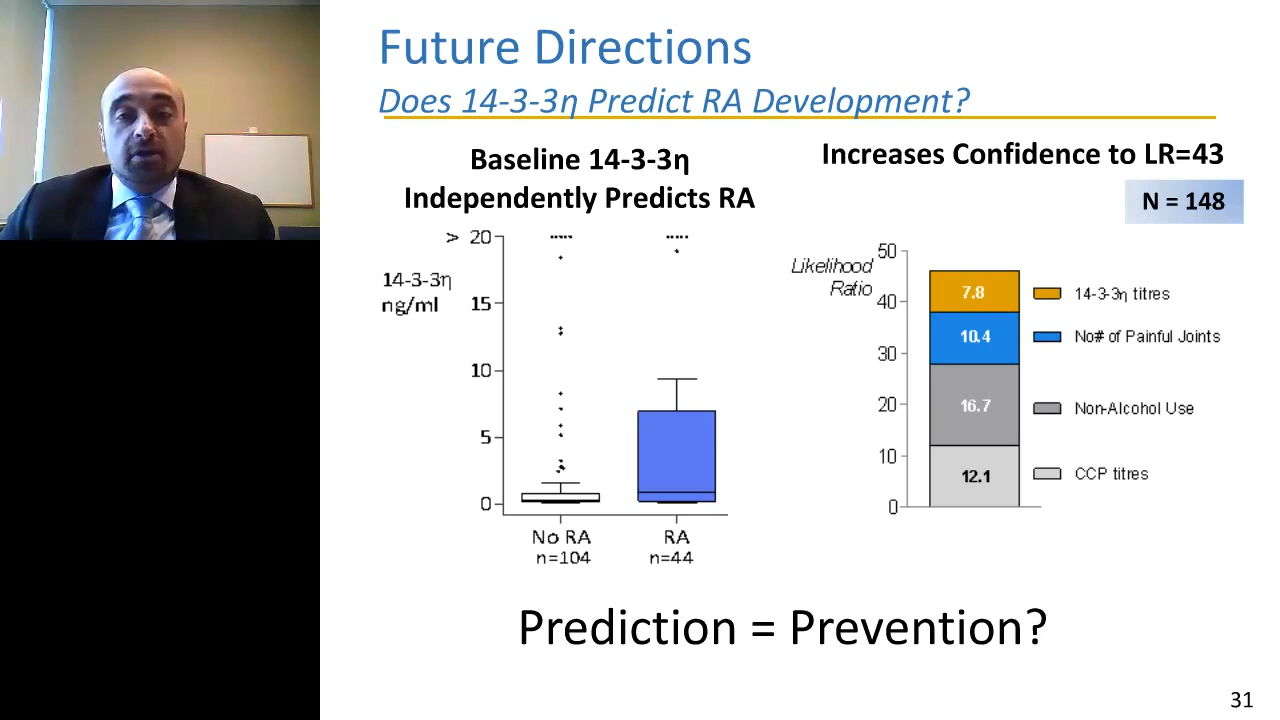 Future Directions
Does 14-3-3η Predict RA Development?
Baseline 14-3-3η
Independently Predicts RA
> 20
14-3-3η
ng/ml
15
10
5
0
No RA
n=104
RA
n=44
Increases Confidence to LR=43
N = 148
Likelihood
Ratio
50
40
30
20
10
0
7.8
10.4
16.7
12.1
14-3-3η titres
No# of Painful Joints
Non-Alcohol Use
CCP titres
Prediction = Prevention?
31